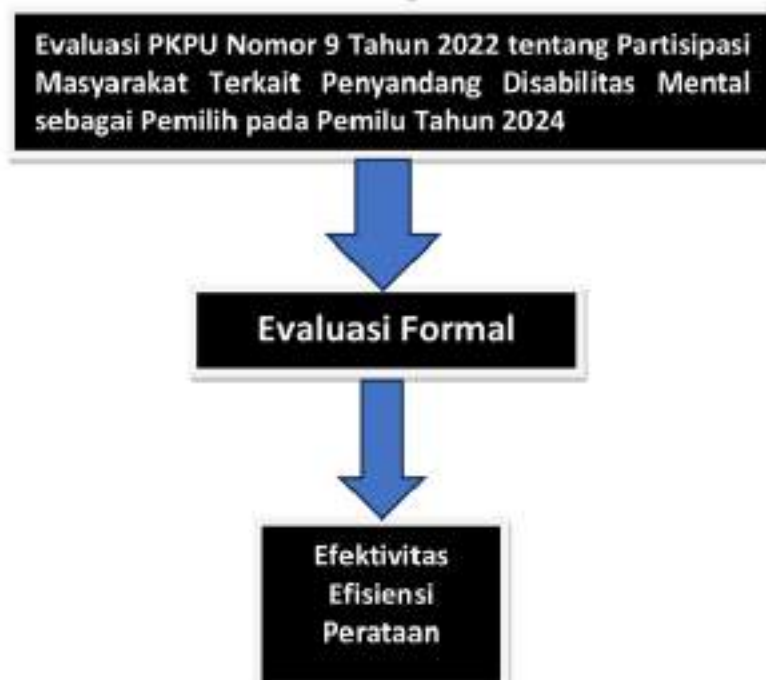 Evaluasi PKPU Nomor 9 Tahun 2022 tentang Partisipasi
Masyarakat Terkait Penyandang Disabilitas Mental
sebagai Pemilih pada Pemilu Tahun 2024
Evaluasi Formal
Efektivitas
Efisiensi
Perataan